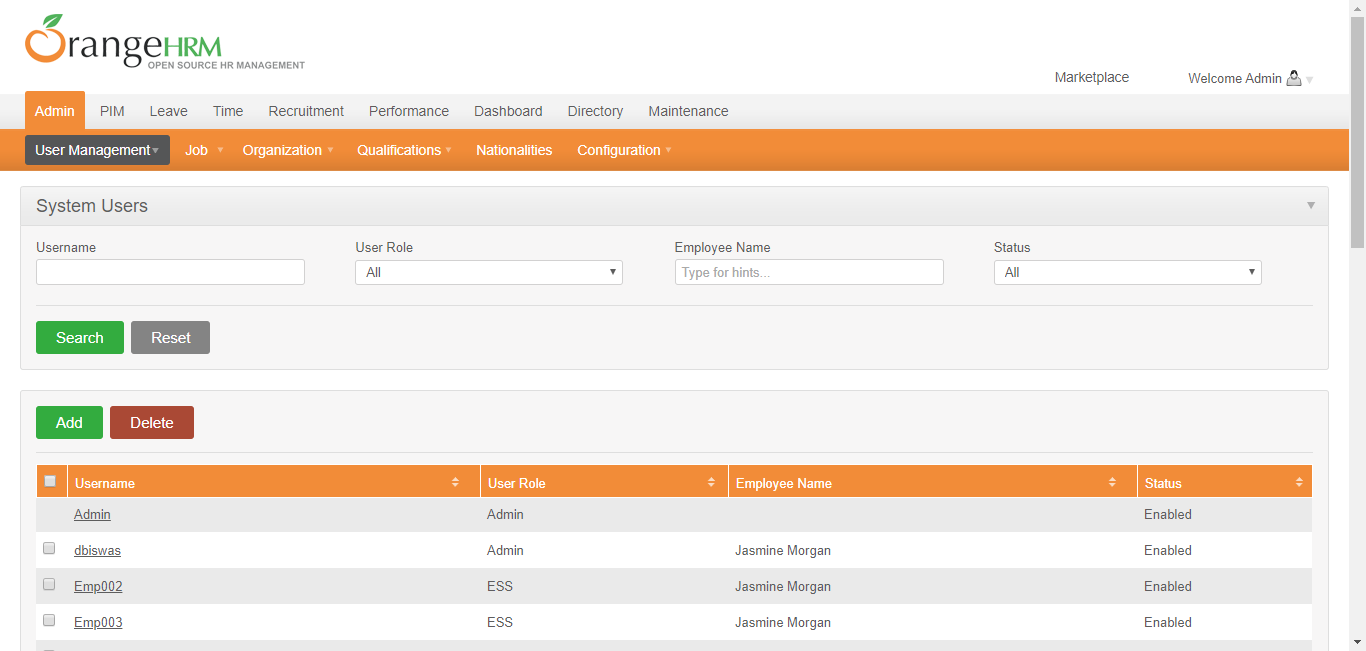 OrangeHRM
OPEN SOURCE HR MANAGEMENT
Marketplace Welcome Admin
Admin PIM Leave Time Recruitment Performance Dashboard Directory Maintenance
User Management Job Organization Qualifications Nationalities Configuration
System Users
Username User Role Employee Name Status
All Type for hints... All
Search Reset
Add Delete
Username User Role Employee Name Status
Admin Admin Enabled
dbiswas Admin Jasmine Morgan Enabled
Emp002 ESS Jasmine Morgan Enabled
Emp003 ESS Jasmine Morgan Enabled